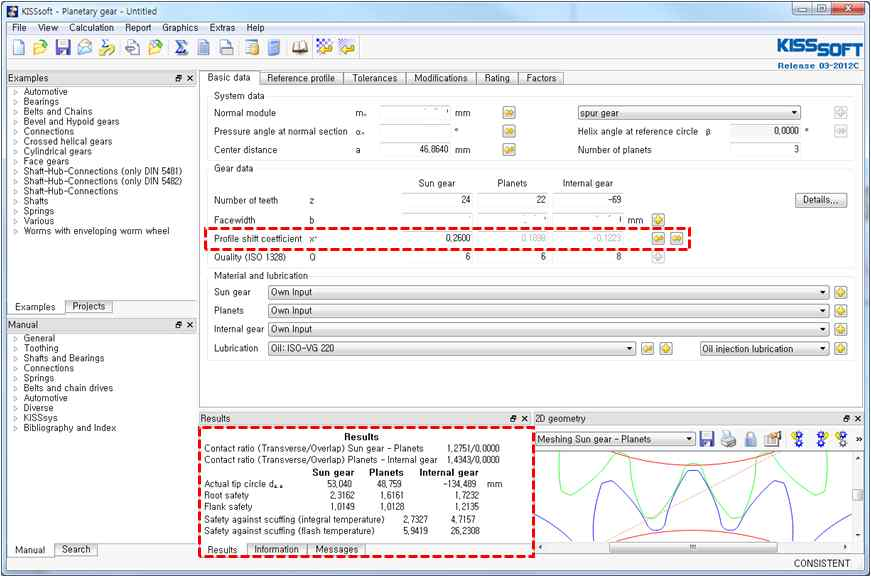 KISSsoft - Planetary gear - Untitled
File View Calculation Report Graphics Extras Help
KISSSOFT
Release 03-2012C
Examples
Automotive
Bearings
Belts and Chains
Bevel and Hypoid gears
Connections
Crossed helical gears
Cylindrical gears
Face gears
Shaft-Hub-Connections (only DIN 5481)
Shaft-Hub-Connections (only DIN 5482)
Shaft-Hub-Connections
Shafts
Springs
Various
Worms with enveloping worm wheel
Examples Projects
Manual
General
Toothing
Shafts and Bearings
Connections
Springs
Belts and chain drives
Automotive
Diverse
KISSsys
Bibliography and Index
Manual Search
Basic data Reference profile Tolerances Modifications Rating Factors
System data
Normal module mₙ mm spur gear
Pressure angle at normal section αₙ ° Helix angle at reference circle β 0,0000 °
Center distance a 46,8640 mm Number of planets 3
Gear data
Sun gear Planets Internal gear
Number of teeth z 24 22 -69 Details...
Facewidth b mm
Profile shift coefficient x* 0,2600 0,1898 -0,1223
Quality (ISO 1328) Q 6 6 8
Material and lubrication
Sun gear Own Input
Planets Own Input
Internal gear Own Input
Lubrication Oil: ISO-VG 220 Oil injection lubrication
Results
Results
Contact ratio (Transverse/Overlap) Sun gear - Planets 1,2751/0,0000
Contact ratio (Transverse/Overlap) Planets - Internal gear 1,4343/0,0000
Sun gear Planets Internal gear
Actual tip circle 53,040 48,759 -134,489 mm
Root safety 2,3162 1,6161 1,7232
Flank safety 1,0149 1,0128 1,2135
Safety against scuffing (integral temperature) 2,7327 4,7157
Safety against scuffing (flash temperature) 5,9419 26,2308
Results Information Messages
2D geometry
Meshing Sun gear - Planets
CONSISTENT